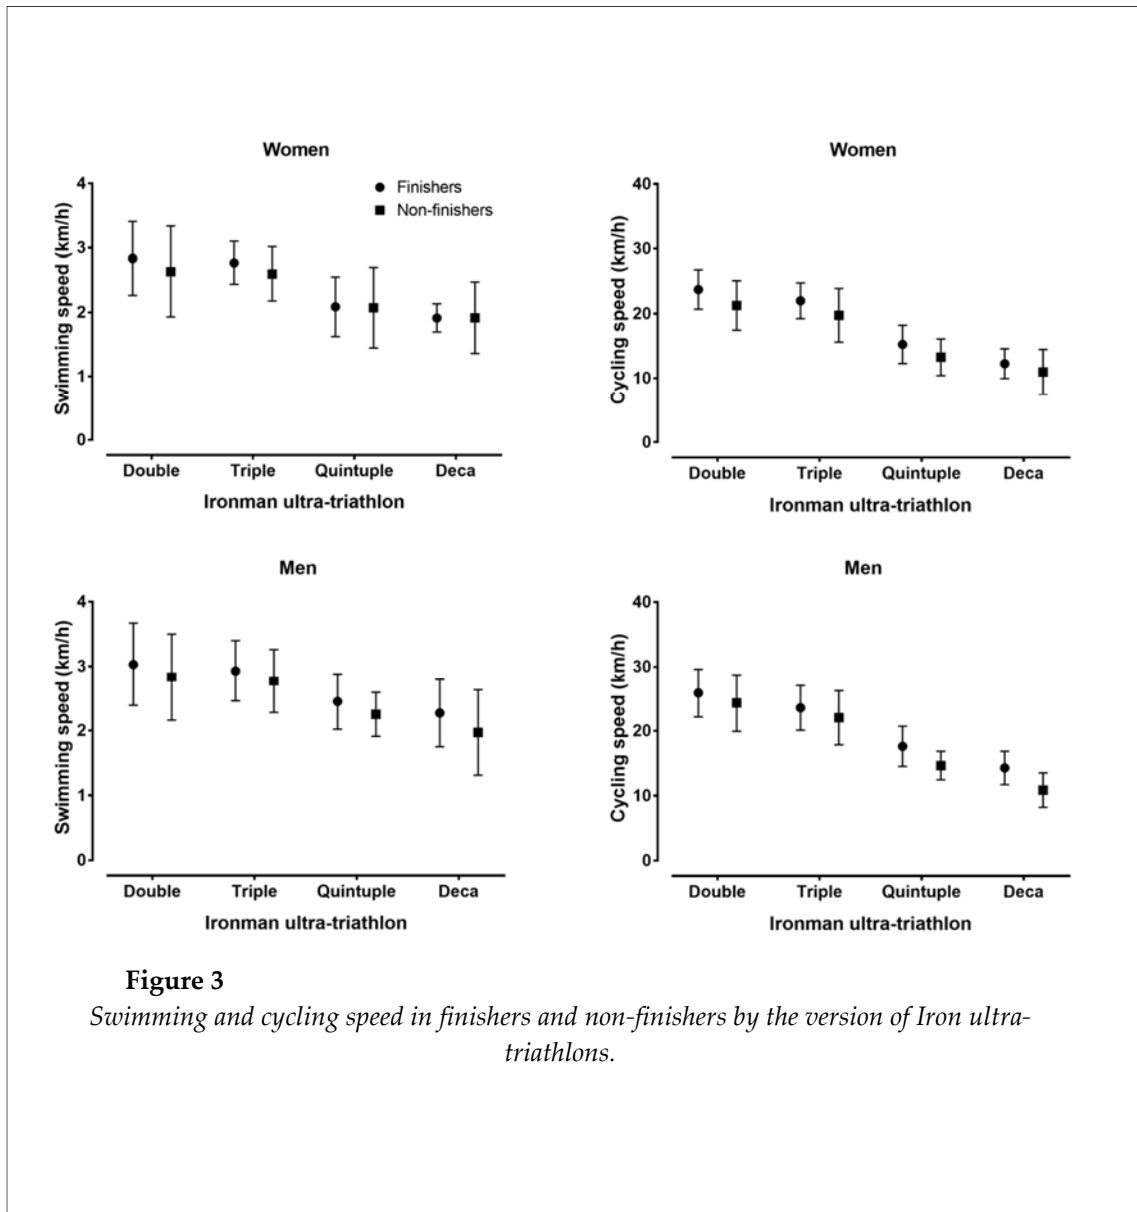 Women
Swimming speed (km/h)
4
3
2
1
0
Finishers
Non-finishers
Double Triple Quintuple Deca
Ironman ultra-triathlon
Women
Cycling speed (km/h)
40
30
20
10
0
Double Triple Quintuple Deca
Ironman ultra-triathlon
Men
Swimming speed (km/h)
4
3
2
1
0
Double Triple Quintuple Deca
Ironman ultra-triathlon
Men
Cycling speed (km/h)
40
30
20
10
0
Double Triple Quintuple Deca
Ironman ultra-triathlon
Figure 3
Swimming and cycling speed in finishers and non-finishers by the version of Iron ultra-
triathlons.